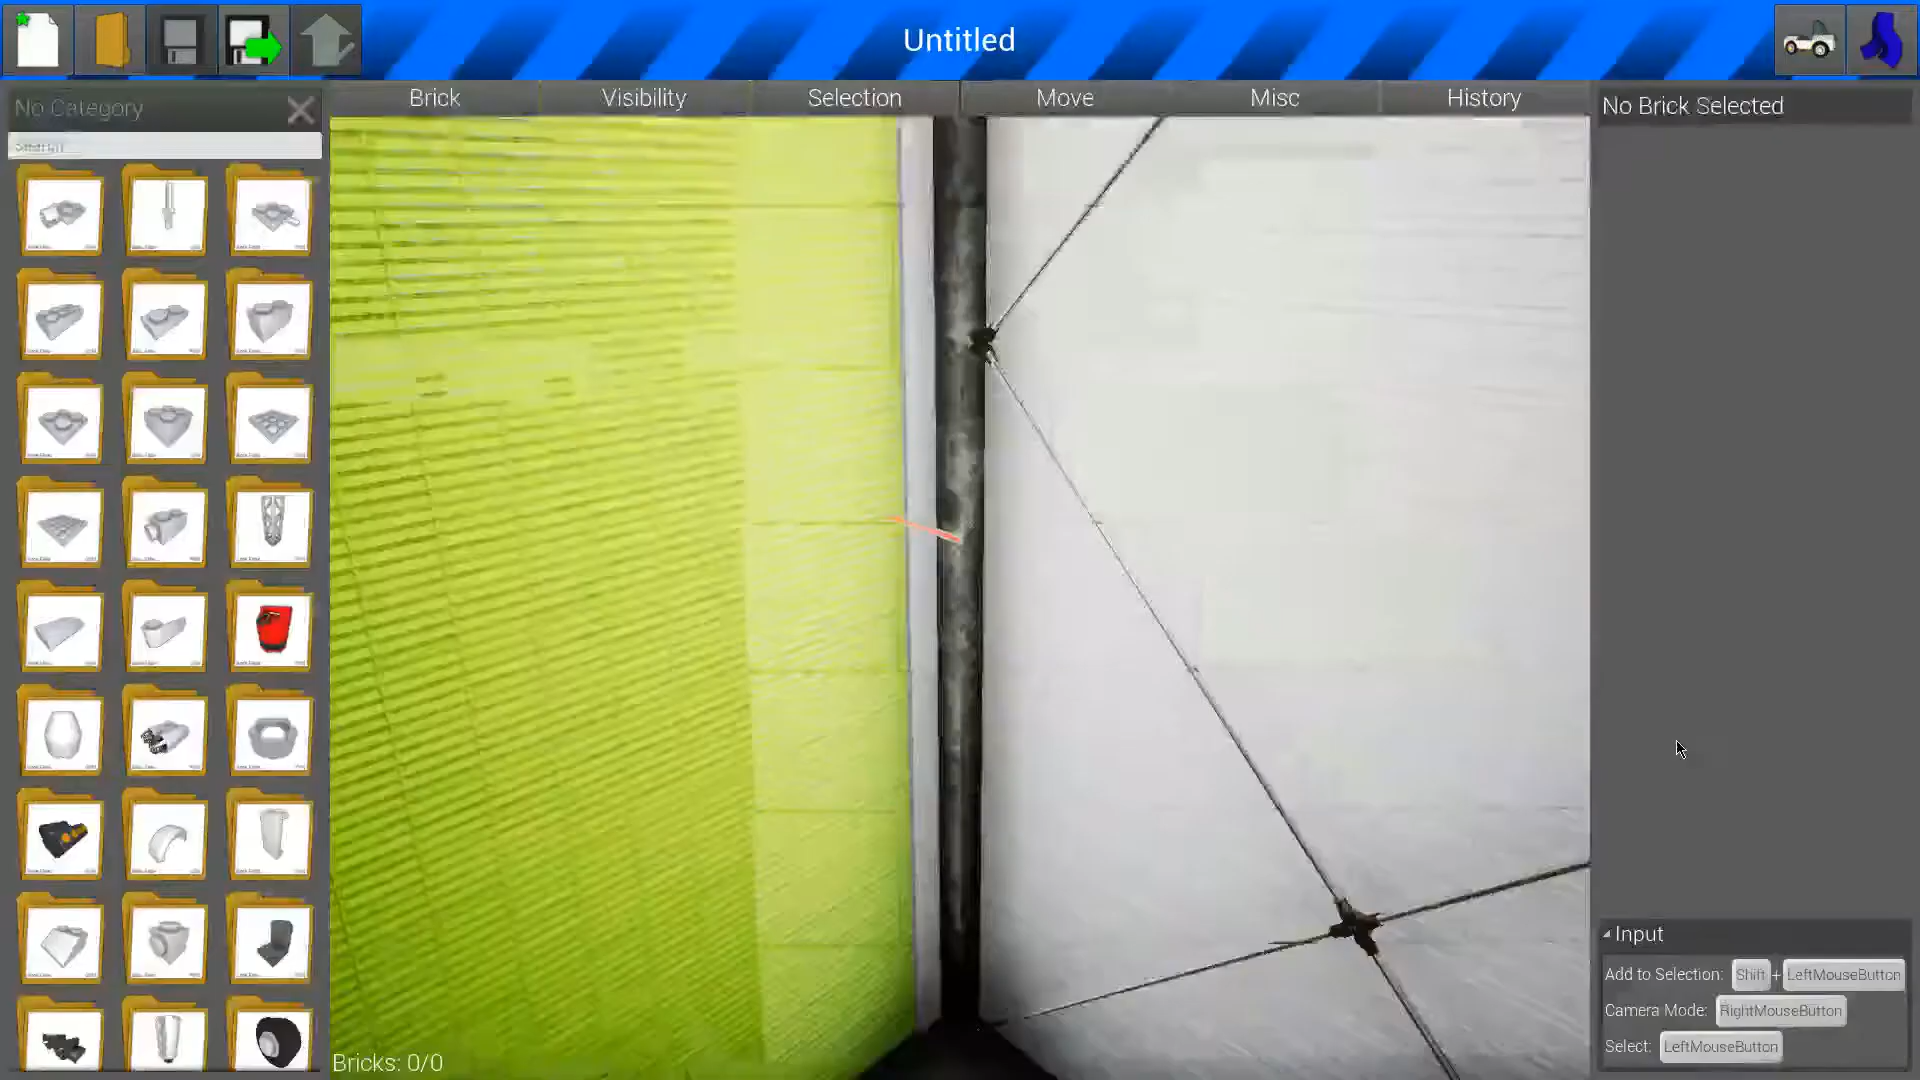 Untitled
Brick
Visibility
Selection
Move
Misc
History
No Category
No Brick Selected
Search
Bricks: 0/0
Input
Add to Selection: Shift + LeftMouseButton
Camera Mode: RightMouseButton
Select: LeftMouseButton